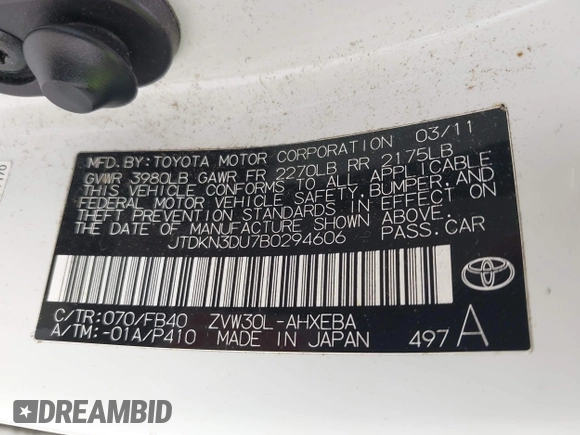 MFD.BY:TOYOTA MOTOR CORPORATION 03/11
GVWR 3980LB GAWR FR 2270LB RR 2175LB
THIS VEHICLE CONFORMS TO ALL APPLICABLE
FEDERAL MOTOR VEHICLE SAFETY, BUMPER, AND
THEFT PREVENTION STANDARDS IN EFFECT ON
THE DATE OF MANUFACTURE SHOWN ABOVE.
JTDKN3DU7B0294606 PASS.CAR
C/TR:070/FB40 ZVW30L-AHXEBA
A/TM:-01A/P410 MADE IN JAPAN 497 A
DREAMBID